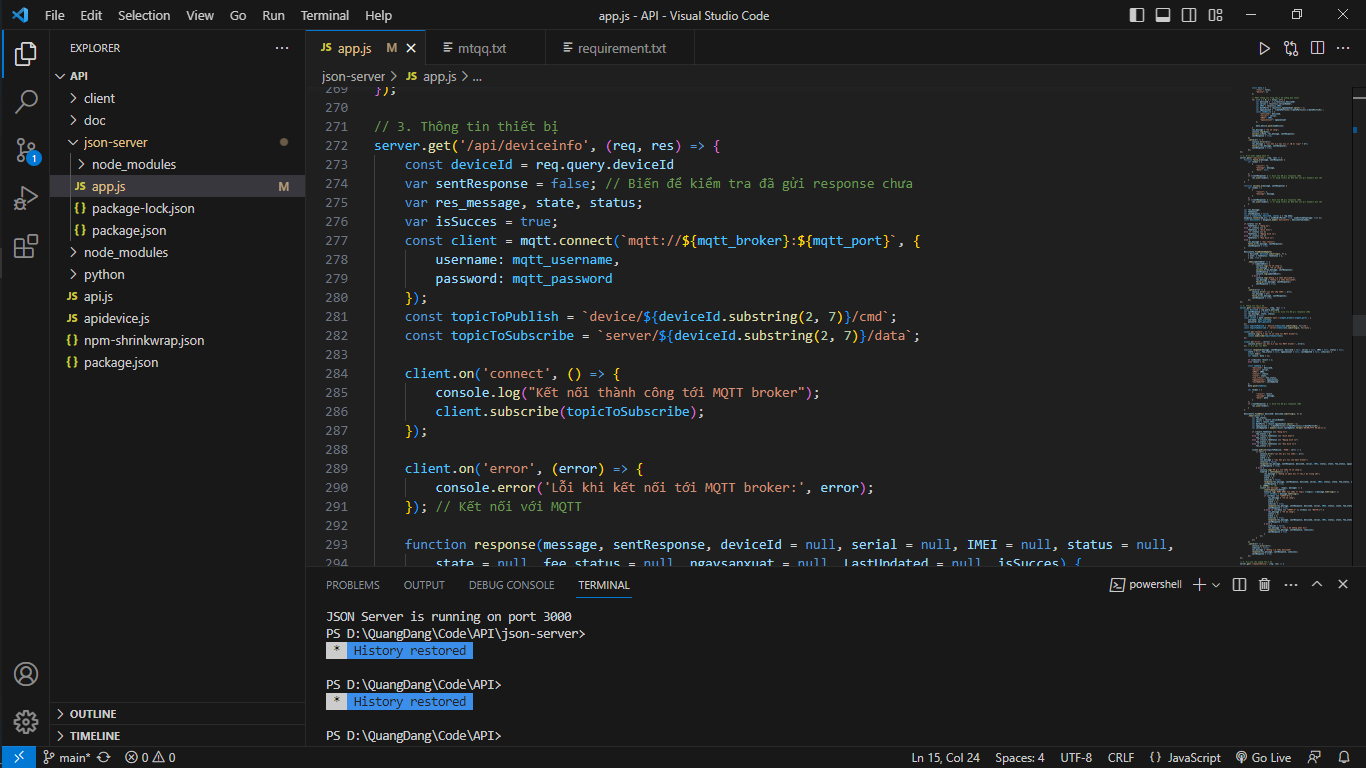 File Edit Selection View Go Run Terminal Help
app.js - API - Visual Studio Code
EXPLORER
API
client
doc
json-server
node_modules
JS app.js M
{} package-lock.json
{} package.json
node_modules
python
JS api.js
JS apidevice.js
{} npm-shrinkwrap.json
{} package.json
OUTLINE
TIMELINE
1
JS app.js M
mtqq.txt
requirement.txt
json-server > JS app.js > ...
269 });
270
271 // 3. Thông tin thiết bị
272 server.get('/api/deviceinfo', (req, res) => {
273 const deviceId = req.query.deviceId
274 var sentResponse = false; // Biến để kiểm tra đã gửi response chưa
275 var res_message, state, status;
276 var isSucces = true;
277 const client = mqtt.connect(`mqtt://${mqtt_broker}:${mqtt_port}`, {
278 username: mqtt_username,
279 password: mqtt_password
280 });
281 const topicToPublish = `device/${deviceId.substring(2, 7)}/cmd`;
282 const topicToSubscribe = `server/${deviceId.substring(2, 7)}/data`;
283
284 client.on('connect', () => {
285 console.log("Kết nối thành công tới MQTT broker");
286 client.subscribe(topicToSubscribe);
287 });
288
289 client.on('error', (error) => {
290 console.error('Lỗi khi kết nối tới MQTT broker:', error);
291 }); // Kết nối với MQTT
292
293 function response(message, sentResponse, deviceId = null, serial = null, IMEI = null, status = null,
294 state = null, fee_status = null, ngaysanxuat = null, LastUpdated = null, isSucces) {
PROBLEMS OUTPUT DEBUG CONSOLE TERMINAL
powershell
JSON Server is running on port 3000
PS D:\QuangDang\Code\API\json-server>
* History restored
PS D:\QuangDang\Code\API>
* History restored
PS D:\QuangDang\Code\API>
main* 0 0
Ln 15, Col 24 Spaces: 4 UTF-8 CRLF {} JavaScript Go Live